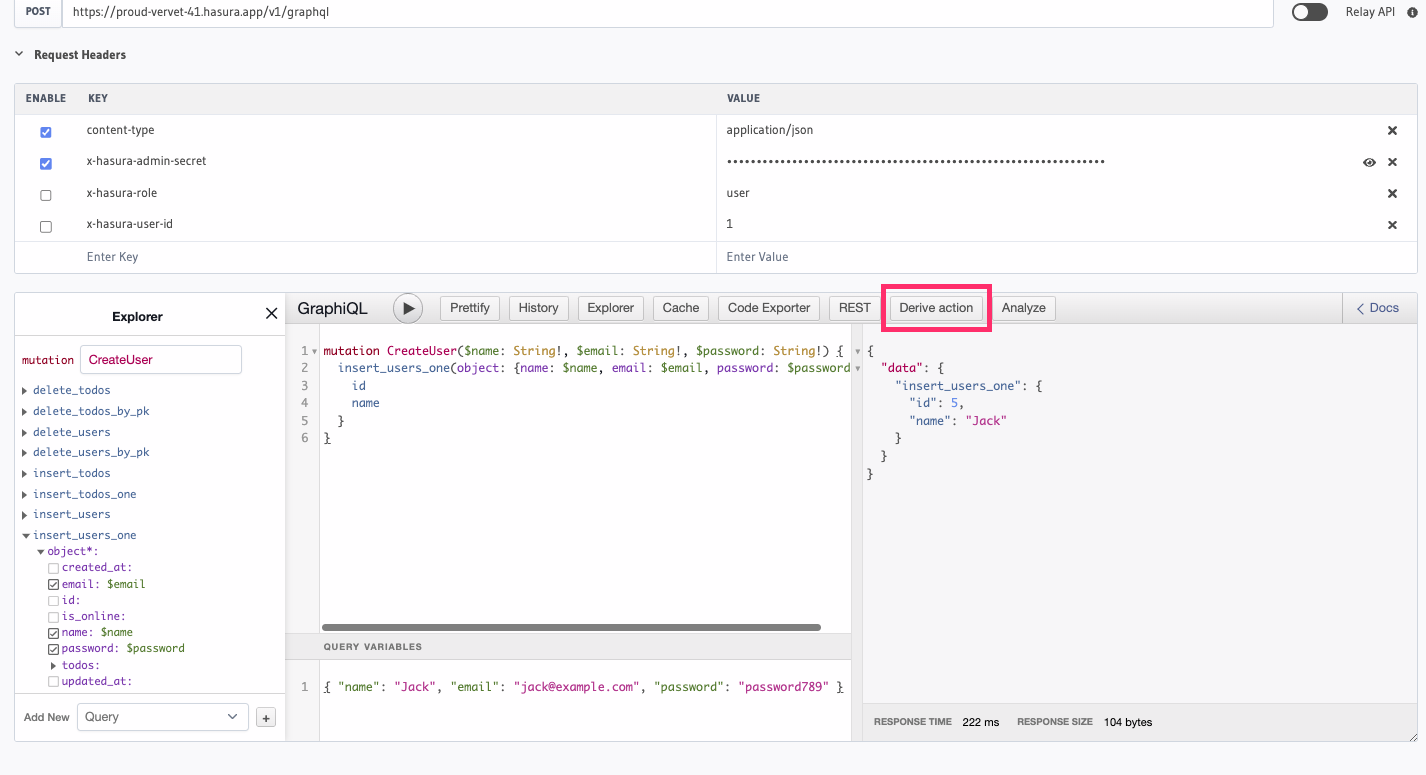 POST https://proud-vervet-41.hasura.app/v1/graphql Relay API
Request Headers
ENABLE KEY VALUE
content-type application/json
x-hasura-admin-secret ••••••••••••••••••••••••••••••••••••••••••••••••••••••••••••••••
x-hasura-role user
x-hasura-user-id 1
Enter Key Enter Value
Explorer
mutation CreateUser
delete_todos
delete_todos_by_pk
delete_users
delete_users_by_pk
insert_todos
insert_todos_one
insert_users
insert_users_one
object*:
created_at:
email: $email
id:
is_online:
name: $name
password: $password
todos:
updated_at:
Add New Query +
GraphiQL Prettify History Explorer Cache Code Exporter REST Derive action Analyze Docs
1 mutation CreateUser($name: String!, $email: String!, $password: String!) {
2 insert_users_one(object: {name: $name, email: $email, password: $password
3 id
4 name
5 }
6 }
QUERY VARIABLES
1 { "name": "Jack", "email": "jack@example.com", "password": "password789" }
{
"data": {
"insert_users_one": {
"id": 5,
"name": "Jack"
}
}
}
RESPONSE TIME 222 ms RESPONSE SIZE 104 bytes